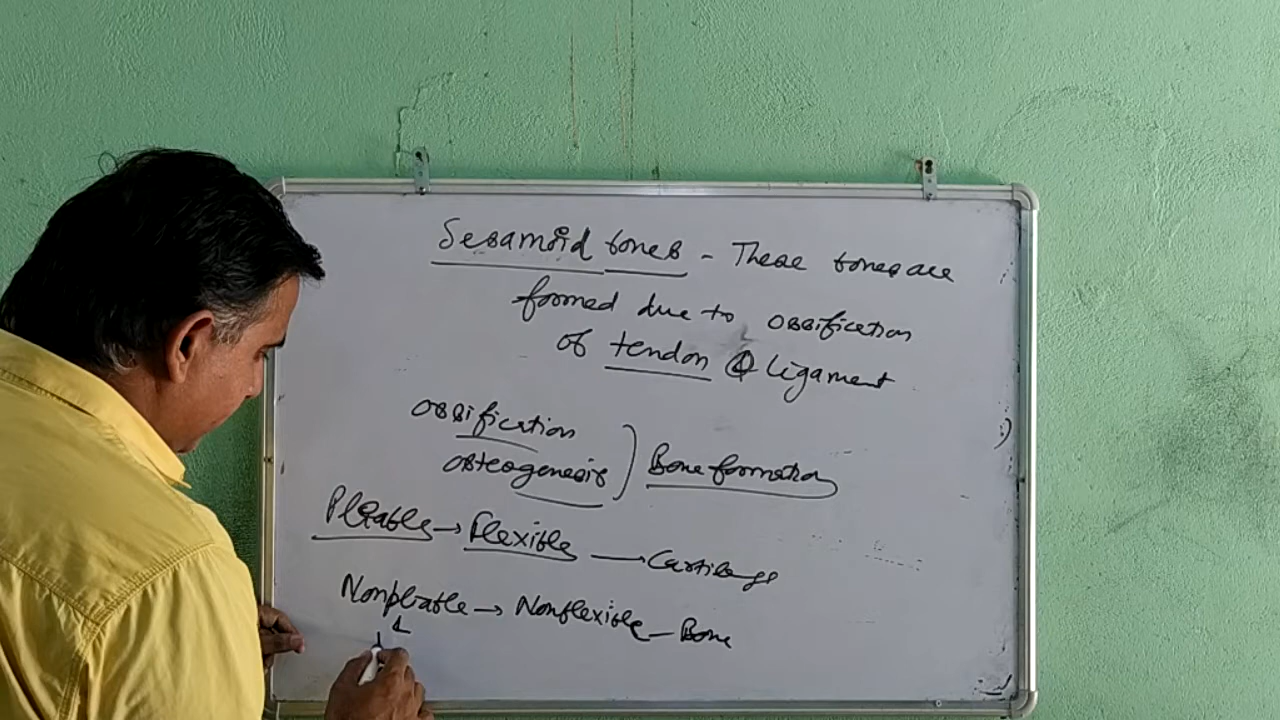 Sesamoid bones - These bones are
formed due to ossification
of tendon & ligament
ossification
osteogenesis } Bone formation
Pliable → Flexible → Cartilage
Nonpliable → Nonflexible - Bone